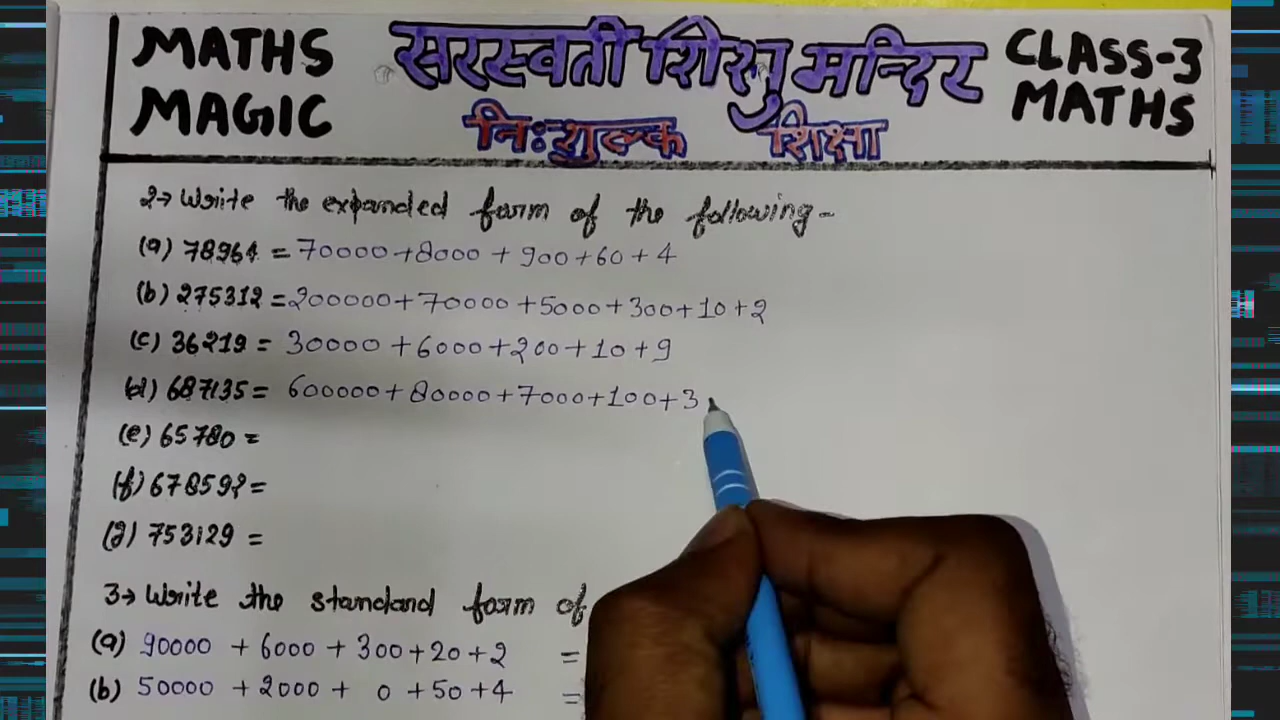 MATHS MAGIC
सरस्वती शिशु मन्दिर
निःशुल्क शिक्षा
CLASS-3 MATHS
2→ Write the expanded form of the following-
(a) 78964 = 70000+8000+900+60+4
(b) 275312 = 200000+70000+5000+300+10+2
(c) 36219 = 30000+6000+200+10+9
(d) 687135 = 600000+80000+7000+100+3
(e) 65780 =
(f) 678592 =
(g) 753129 =
3→ Write the standard form of
(a) 90000 + 6000 + 300+20+2 =
(b) 50000 + 2000 + 0 +50+4 =